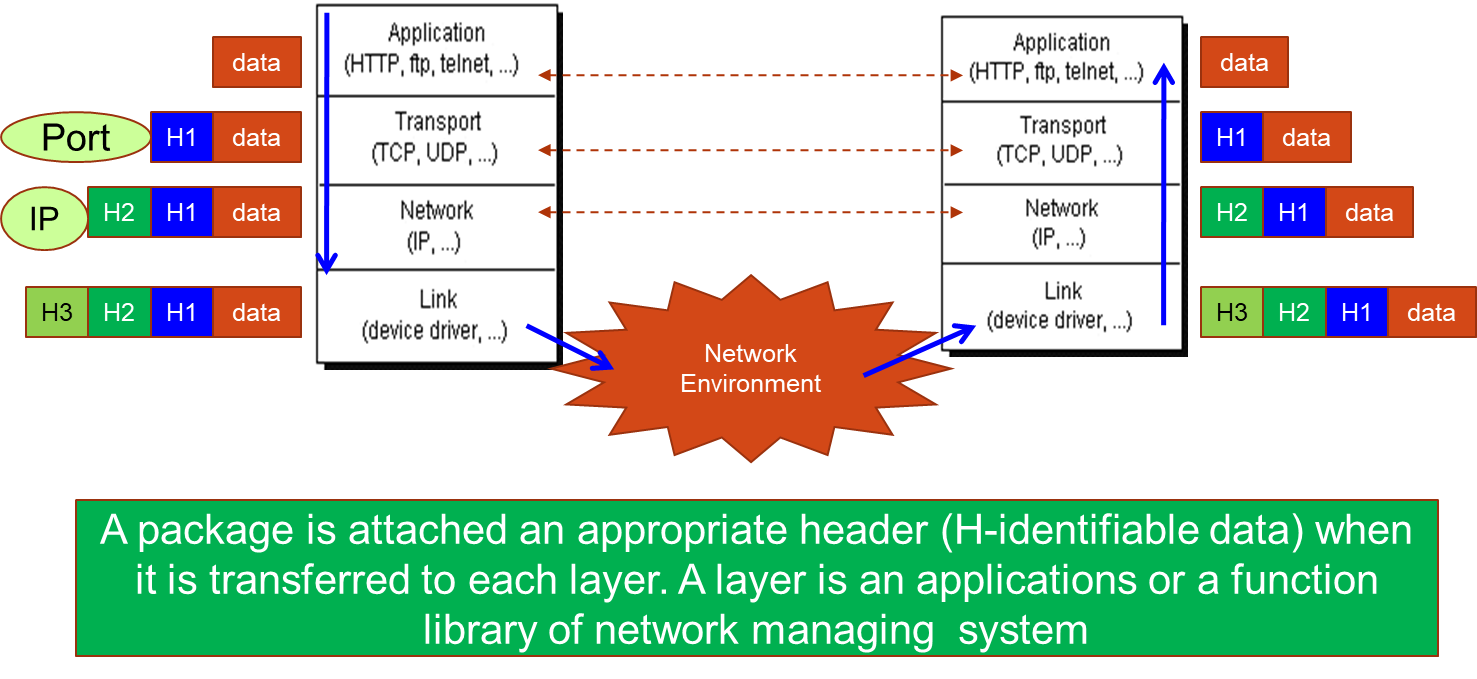 data
Port
H1 data
IP
H2 H1 data
H3 H2 H1 data
Application
(HTTP, ftp, telnet, ...)
Transport
(TCP, UDP, ...)
Network
(IP, ...)
Link
(device driver, ...)
Network
Environment
Application
(HTTP, ftp, telnet, ...)
Transport
(TCP, UDP, ...)
Network
(IP, ...)
Link
(device driver, ...)
data
H1 data
H2 H1 data
H3 H2 H1 data
A package is attached an appropriate header (H-identifiable data) when
it is transferred to each layer. A layer is an applications or a function
library of network managing  system